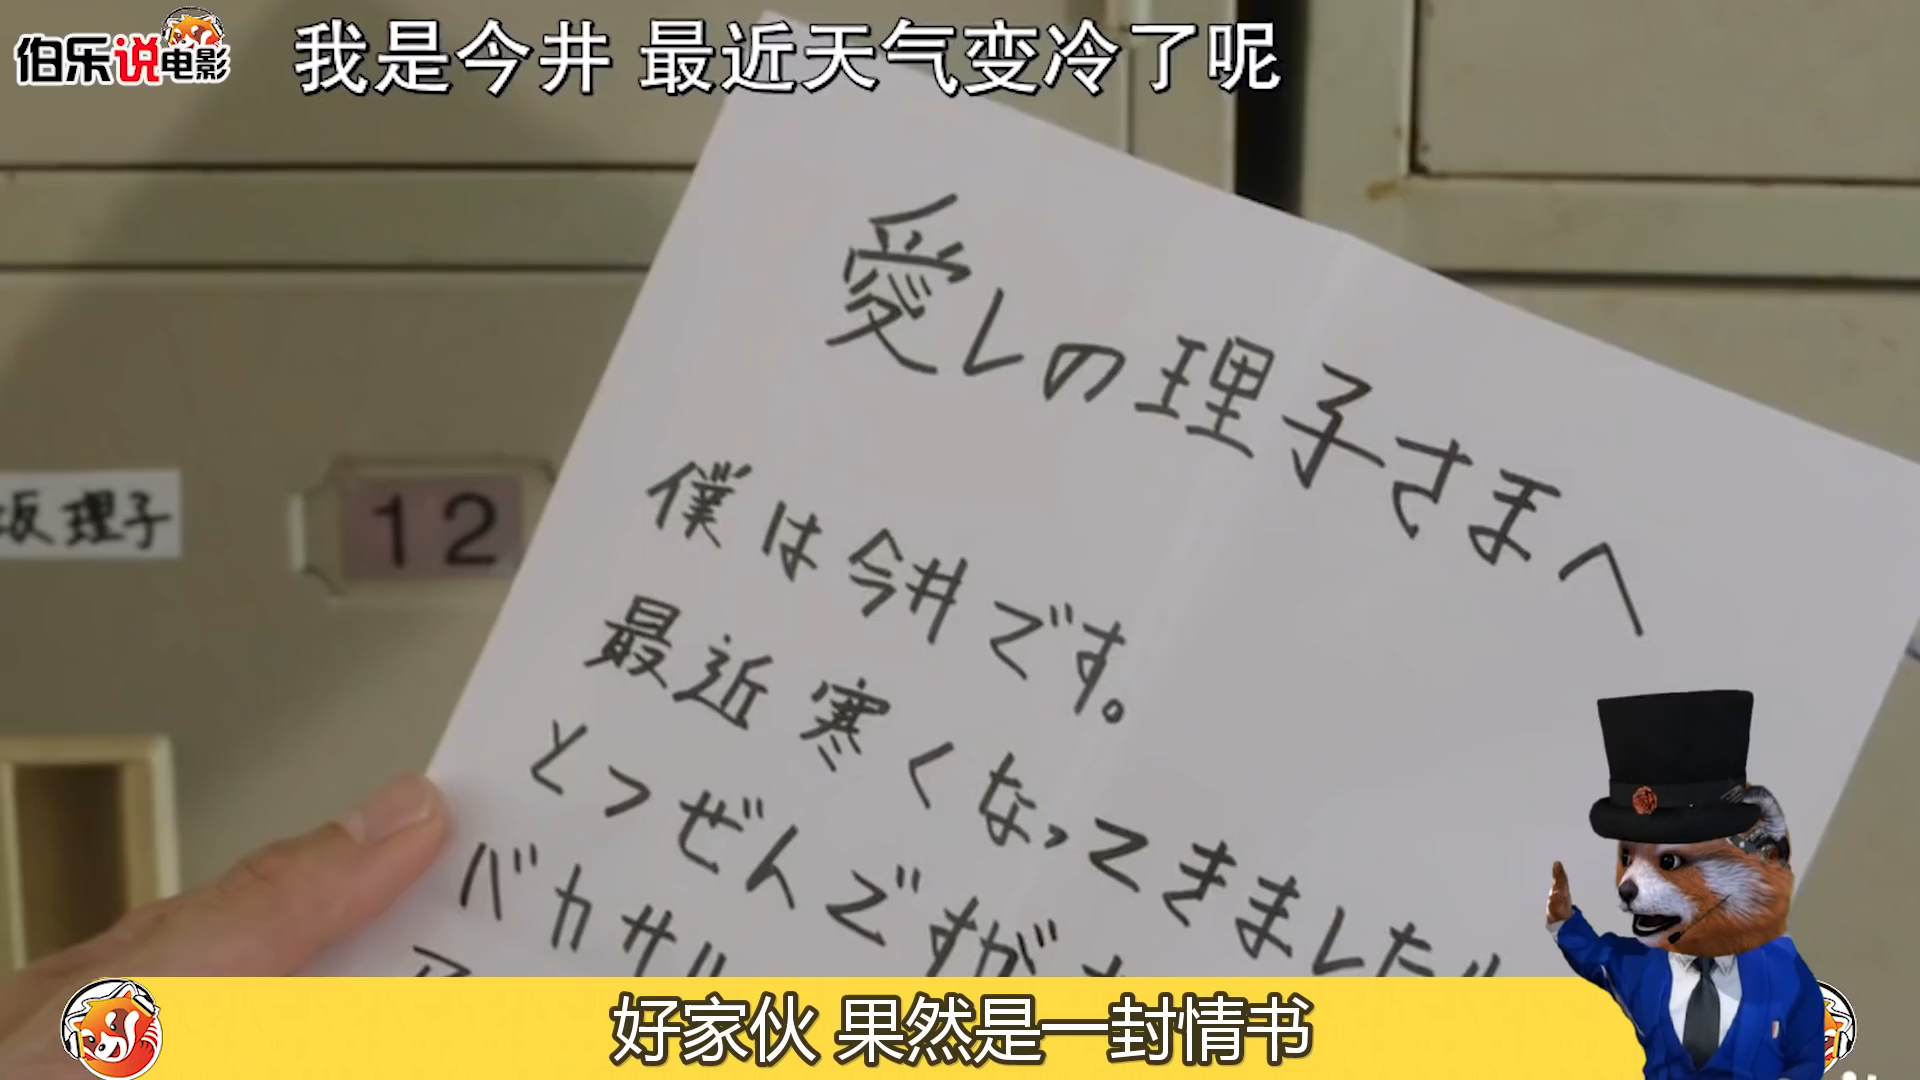 伯乐说电影
我是今井 最近天气变冷了呢
愛しの理子さまへ
僕は今井です。
最近寒くなってきました
とつぜんですが
バカサル
坂理子
12
好家伙 果然是一封情书